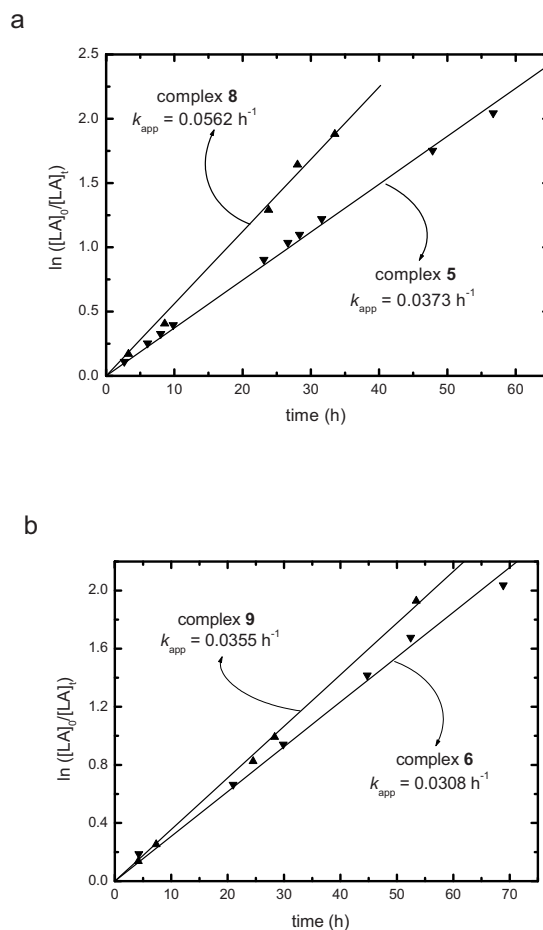 a
2.5
2.0
1.5
1.0
0.5
0.0
ln ([LA]₀/[LA]ₜ)
complex 8
kapp = 0.0562 h⁻¹
complex 5
kapp = 0.0373 h⁻¹
0 10 20 30 40 50 60
time (h)
b
2.0
1.6
1.2
0.8
0.4
0.0
ln ([LA]₀/[LA]ₜ)
complex 9
kapp = 0.0355 h⁻¹
complex 6
kapp = 0.0308 h⁻¹
0 10 20 30 40 50 60 70
time (h)